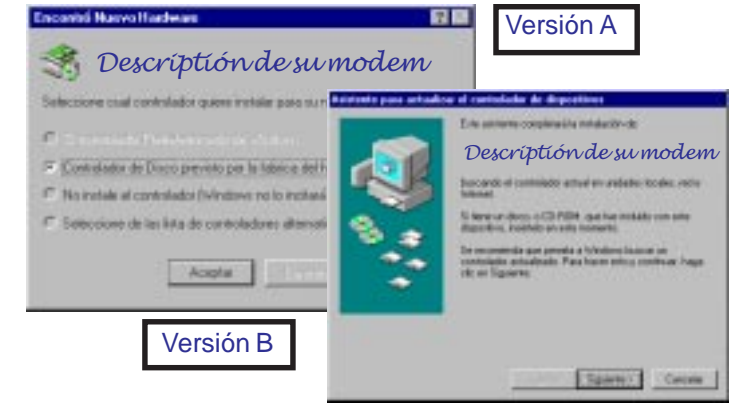 Encontró Nuevo Hardware
Versión A
Descriptión de su modem
Seleccione cual controlador quiere instalar para su n
Controlador de Disco previsto por la fábrica del h
No instale el controlador (Windows no lo
Seleccione de las lista de controladores alternati
Aceptar
Versión B
Asistente para actualizar el controlador de dispositivos
Este asistente completará la instalación de:
Descriptión de su modem
buscando el controlador actual en unidades locales, red o
Internet.
Si tiene un disco o CD-ROM que fue incluido con este
dispositivo, insértelo en este momento.
Se recomienda que permita a Windows buscar un
controlador actualizado. Para hacer esto y continuar, haga
clic en Siguiente.
Siguiente >
Cancelar